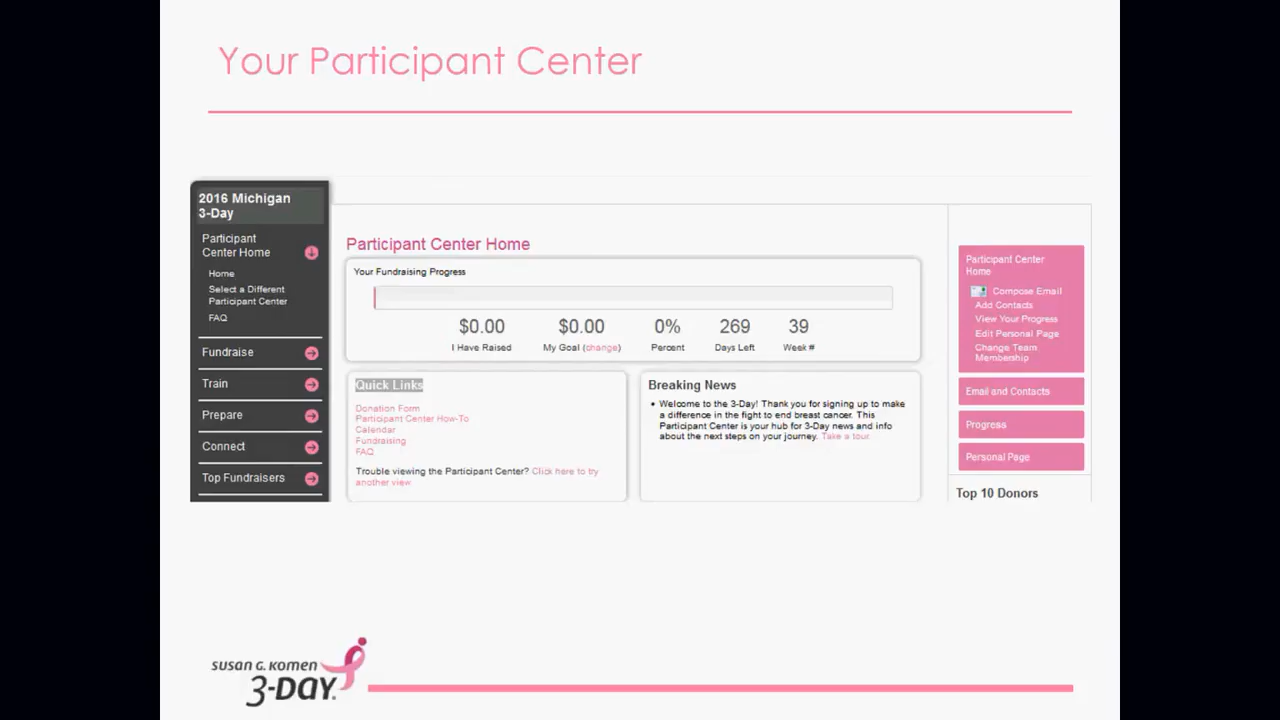 Your Participant Center
2016 Michigan
3-Day
Participant
Center Home
Home
Select a Different
Participant Center
FAQ
Fundraise
Train
Prepare
Connect
Top Fundraisers
Participant Center Home
Your Fundraising Progress
$0.00 $0.00 0% 269 39
I Have Raised My Goal (change) Percent Days Left Week #
Quick Links
Donation Form
Participant Center How-To
Calendar
Fundraising
FAQ
Trouble viewing the Participant Center? Click here to try
another view
Breaking News
• Welcome to the 3-Day! Thank you for signing up to make
a difference in the fight to end breast cancer. This
Participant Center is your hub for 3-Day news and info
about the next steps on your journey. Take a tour
Participant Center
Home
Compose Email
Add Contacts
View Your Progress
Edit Personal Page
Change Team
Membership
Email and Contacts
Progress
Personal Page
Top 10 Donors
SUSAN G. KOMEN
3-DAY.